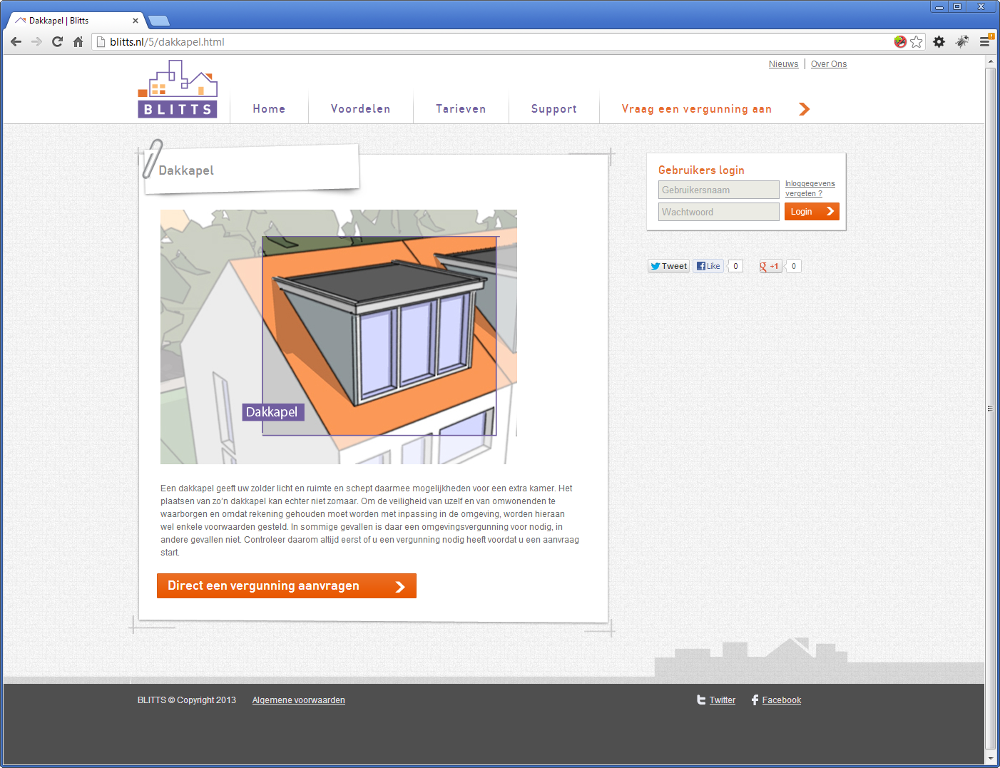 Dakkapel | Blitts
blitts.nl/5/dakkapel.html
Nieuws
Over Ons
BLITTS
Home
Voordelen
Tarieven
Support
Vraag een vergunning aan
Dakkapel
Gebruikers login
Gebruikersnaam
Inloggegevens
vergeten ?
Wachtwoord
Login
Tweet
Like
0
g +1
0
Dakkapel
Een dakkapel geeft uw zolder licht en ruimte en schept daarmee mogelijkheden voor een extra kamer. Het
plaatsen van zo'n dakkapel kan echter niet zomaar. Om de veiligheid van uzelf en van omwonenden te
waarborgen en omdat rekening gehouden moet worden met inpassing in de omgeving, worden hieraan
wel enkele voorwaarden gesteld. In sommige gevallen is daar een omgevingsvergunning voor nodig, in
andere gevallen niet. Controleer daarom altijd eerst of u een vergunning nodig heeft voordat u een aanvraag
start.
Direct een vergunning aanvragen
BLITTS © Copyright 2013
Algemene voorwaarden
Twitter
Facebook